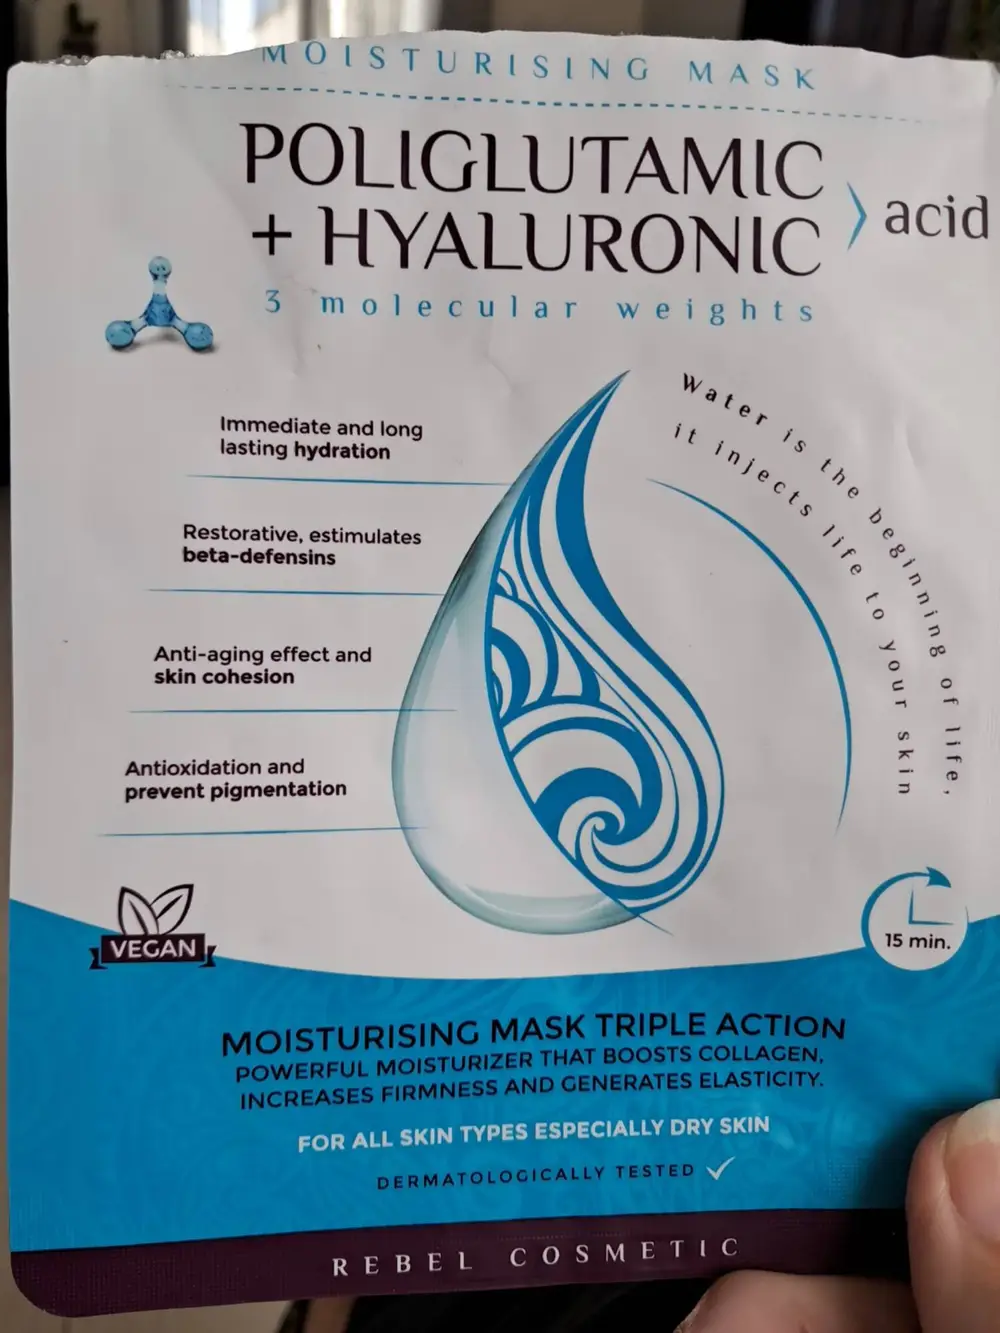 MOISTURISING MASK
POLIGLUTAMIC
+ HYALURONIC
acid
3 molecular weights
Water is the beginning of life,
it injects life to your skin
Immediate and long
lasting hydration
Restorative, estimulates
beta-defensins
Anti-aging effect and
skin cohesion
Antioxidation and
prevent pigmentation
VEGAN
15 min.
MOISTURISING MASK TRIPLE ACTION
POWERFUL MOISTURIZER THAT BOOSTS COLLAGEN,
INCREASES FIRMNESS AND GENERATES ELASTICITY.
FOR ALL SKIN TYPES ESPECIALLY DRY SKIN
DERMATOLOGICALLY TESTED
REBEL COSMETIC